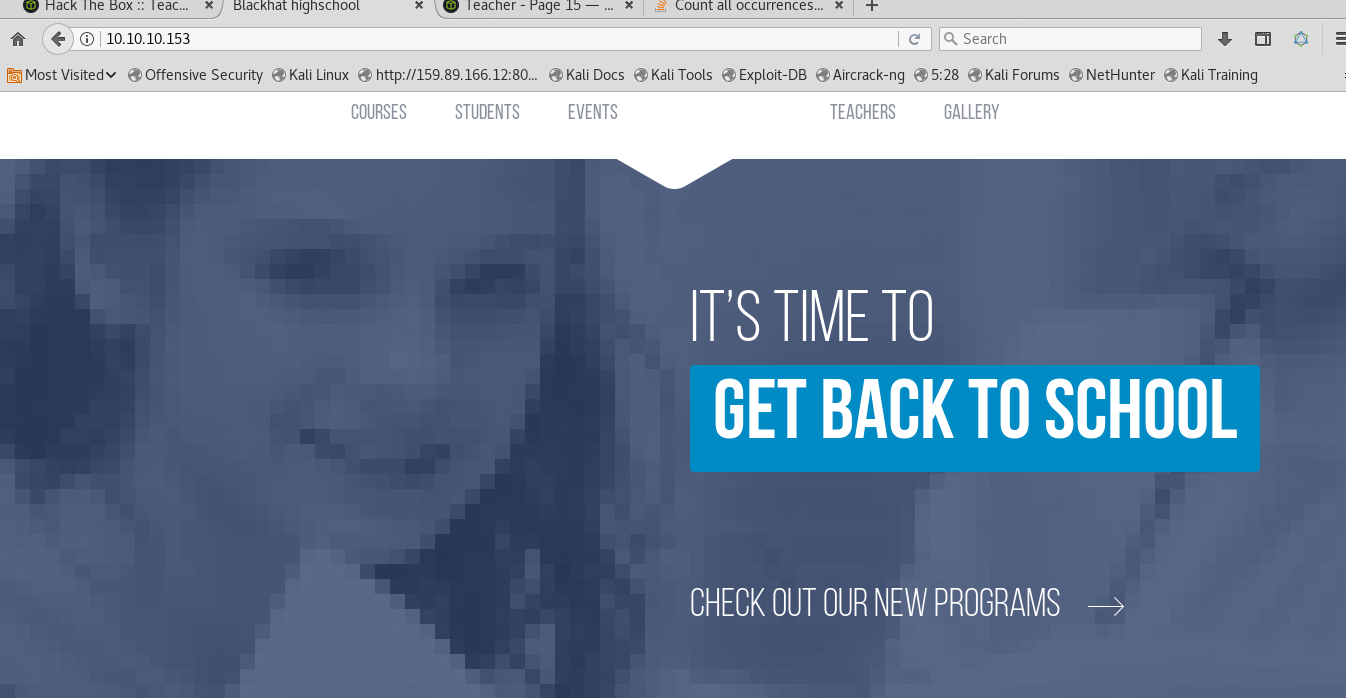 Hack The Box :: Teac...
Blackhat highschool
Teacher - Page 15 — ...
Count all occurrences...
10.10.10.153
Search
Most Visited
Offensive Security
Kali Linux
http://159.89.166.12:80...
Kali Docs
Kali Tools
Exploit-DB
Aircrack-ng
5:28
Kali Forums
NetHunter
Kali Training
COURSES
STUDENTS
EVENTS
TEACHERS
GALLERY
IT’S TIME TO
GET BACK TO SCHOOL
CHECK OUT OUR NEW PROGRAMS